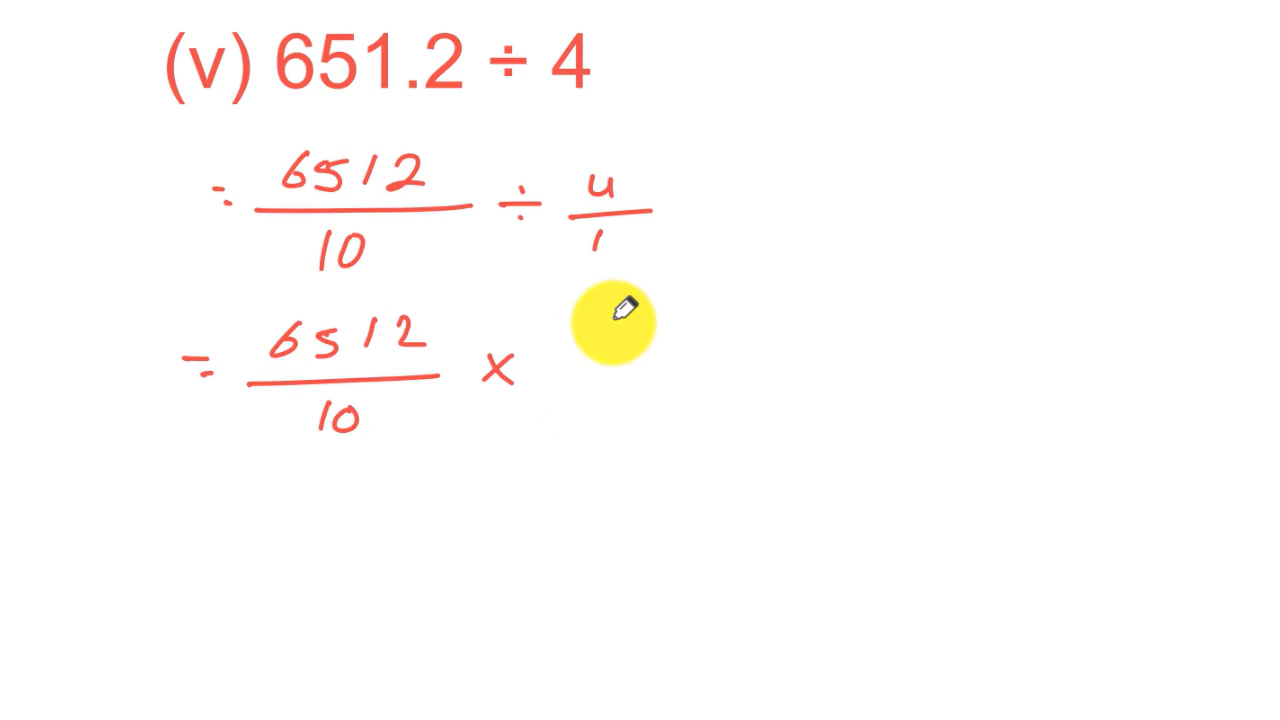 (v) 651.2 ÷ 4
= 6512/10 ÷ 4/1
= 6512/10 ×